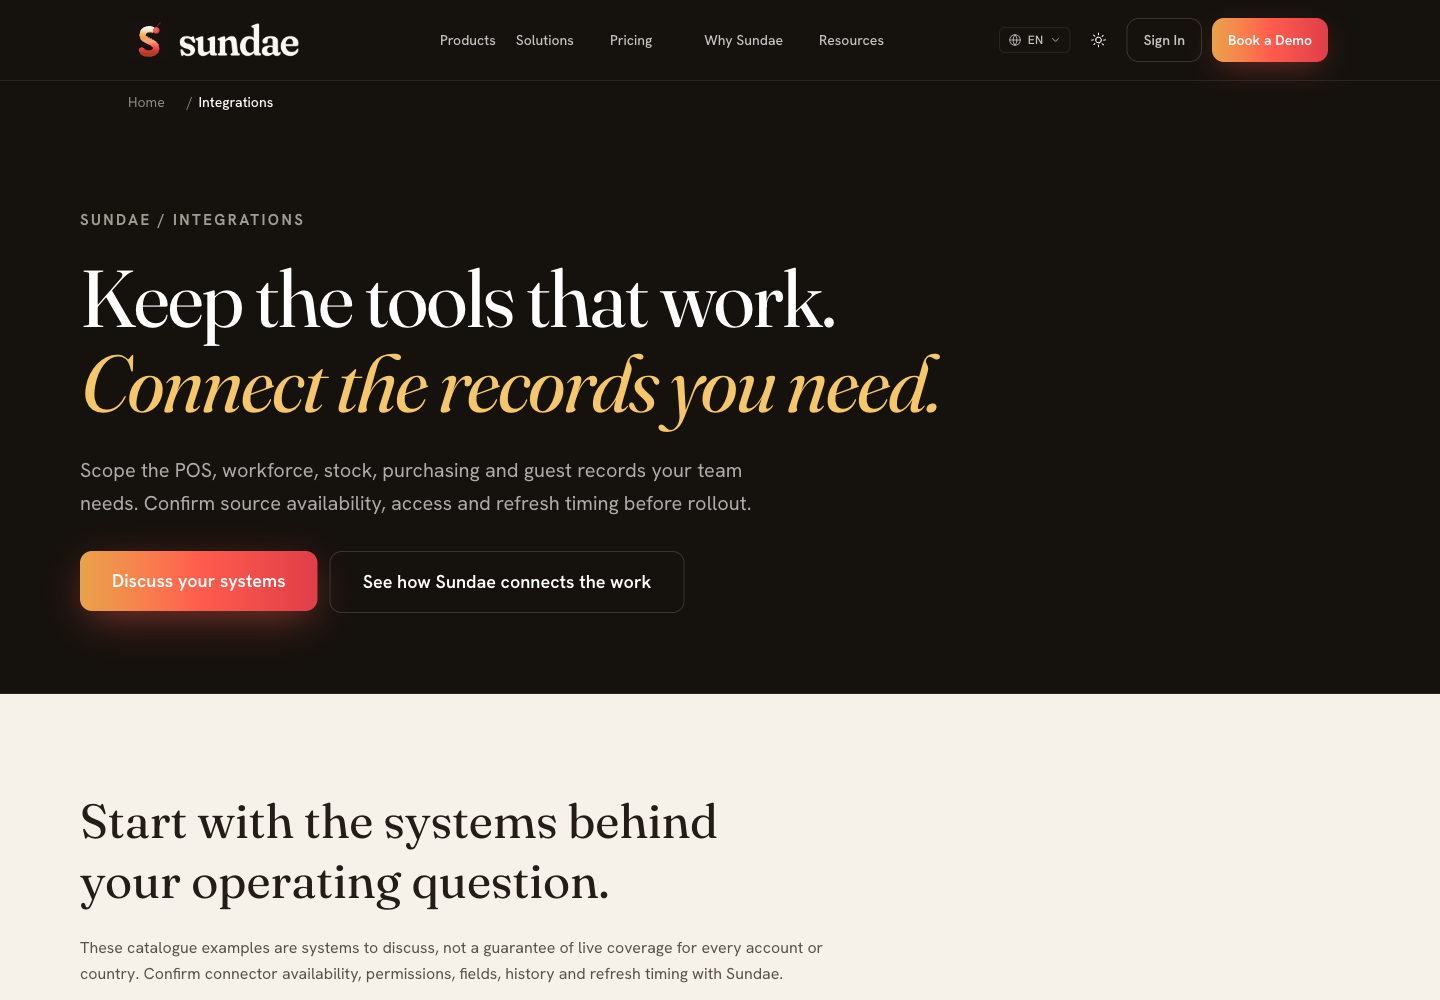 sundae
Products Solutions Pricing Why Sundae Resources EN Sign In Book a Demo
Home / Integrations
SUNDAE / INTEGRATIONS
Keep the tools that work.
Connect the records you need.
Scope the POS, workforce, stock, purchasing and guest records your team
needs. Confirm source availability, access and refresh timing before rollout.
Discuss your systems See how Sundae connects the work
Start with the systems behind
your operating question.
These catalogue examples are systems to discuss, not a guarantee of live coverage for every account or
country. Confirm connector availability, permissions, fields, history and refresh timing with Sundae.